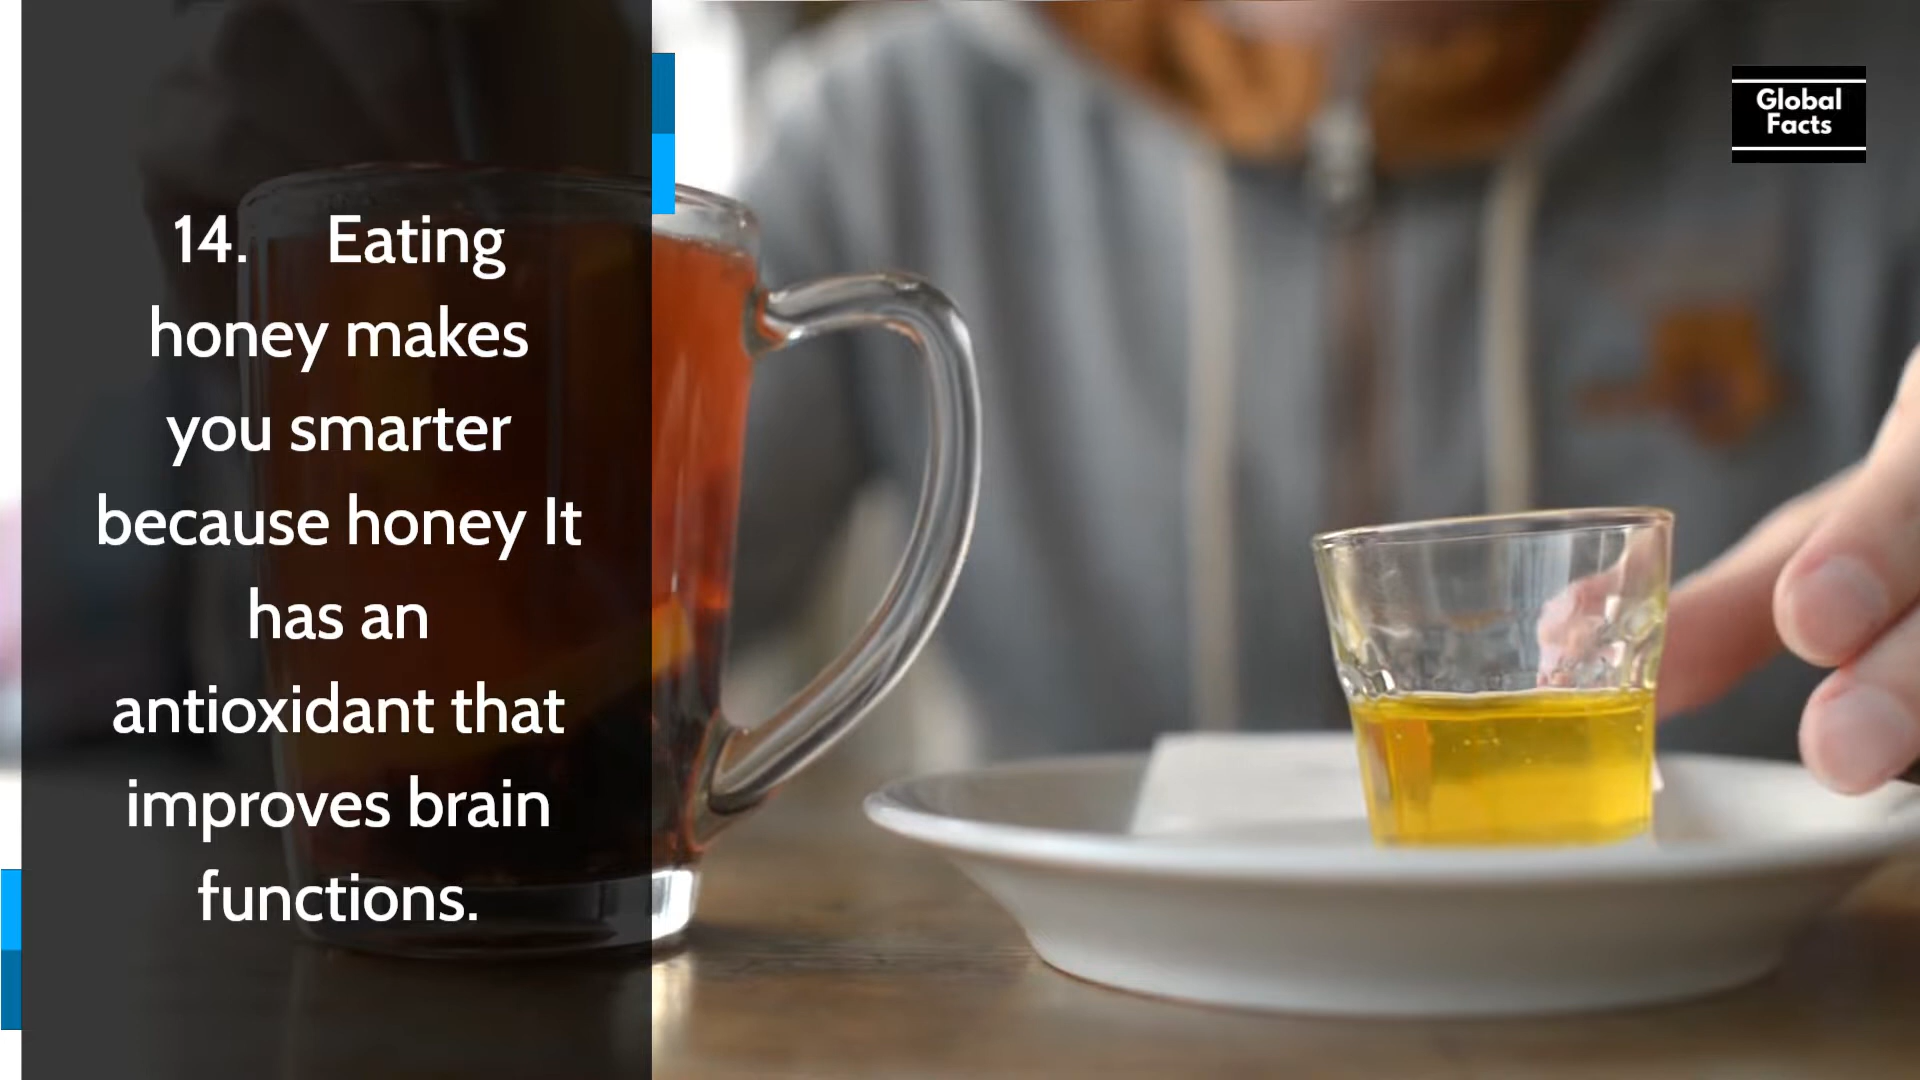 14. Eating
honey makes
you smarter
because honey It
has an
antioxidant that
improves brain
functions.
Global
Facts